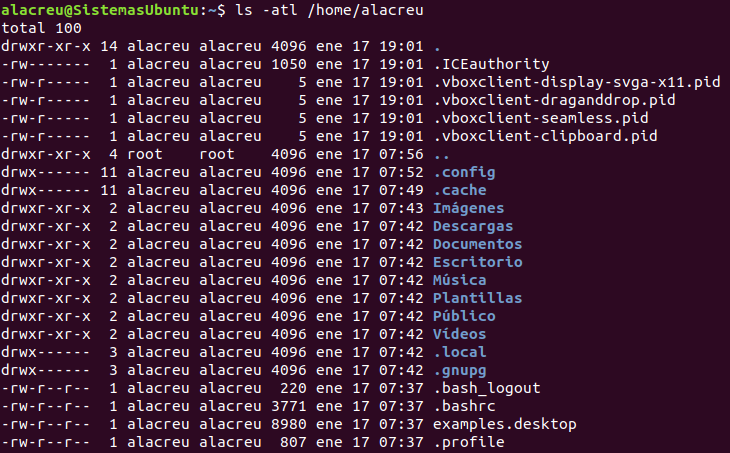 alacreu@SistemasUbuntu:~$ ls -atl /home/alacreu
total 100
drwxr-xr-x 14 alacreu alacreu 4096 ene 17 19:01 .
-rw-------  1 alacreu alacreu 1050 ene 17 19:01 .ICEauthority
-rw-r-----  1 alacreu alacreu    5 ene 17 19:01 .vboxclient-display-svga-x11.pid
-rw-r-----  1 alacreu alacreu    5 ene 17 19:01 .vboxclient-draganddrop.pid
-rw-r-----  1 alacreu alacreu    5 ene 17 19:01 .vboxclient-seamless.pid
-rw-r-----  1 alacreu alacreu    5 ene 17 19:01 .vboxclient-clipboard.pid
drwxr-xr-x  4 root    root    4096 ene 17 07:56 ..
drwx------ 11 alacreu alacreu 4096 ene 17 07:52 .config
drwx------ 11 alacreu alacreu 4096 ene 17 07:49 .cache
drwxr-xr-x  2 alacreu alacreu 4096 ene 17 07:43 Imágenes
drwxr-xr-x  2 alacreu alacreu 4096 ene 17 07:42 Descargas
drwxr-xr-x  2 alacreu alacreu 4096 ene 17 07:42 Documentos
drwxr-xr-x  2 alacreu alacreu 4096 ene 17 07:42 Escritorio
drwxr-xr-x  2 alacreu alacreu 4096 ene 17 07:42 Música
drwxr-xr-x  2 alacreu alacreu 4096 ene 17 07:42 Plantillas
drwxr-xr-x  2 alacreu alacreu 4096 ene 17 07:42 Público
drwxr-xr-x  2 alacreu alacreu 4096 ene 17 07:42 Vídeos
drwx------  3 alacreu alacreu 4096 ene 17 07:42 .local
drwx------  3 alacreu alacreu 4096 ene 17 07:42 .gnupg
-rw-r--r--  1 alacreu alacreu  220 ene 17 07:37 .bash_logout
-rw-r--r--  1 alacreu alacreu 3771 ene 17 07:37 .bashrc
-rw-r--r--  1 alacreu alacreu 8980 ene 17 07:37 examples.desktop
-rw-r--r--  1 alacreu alacreu  807 ene 17 07:37 .profile